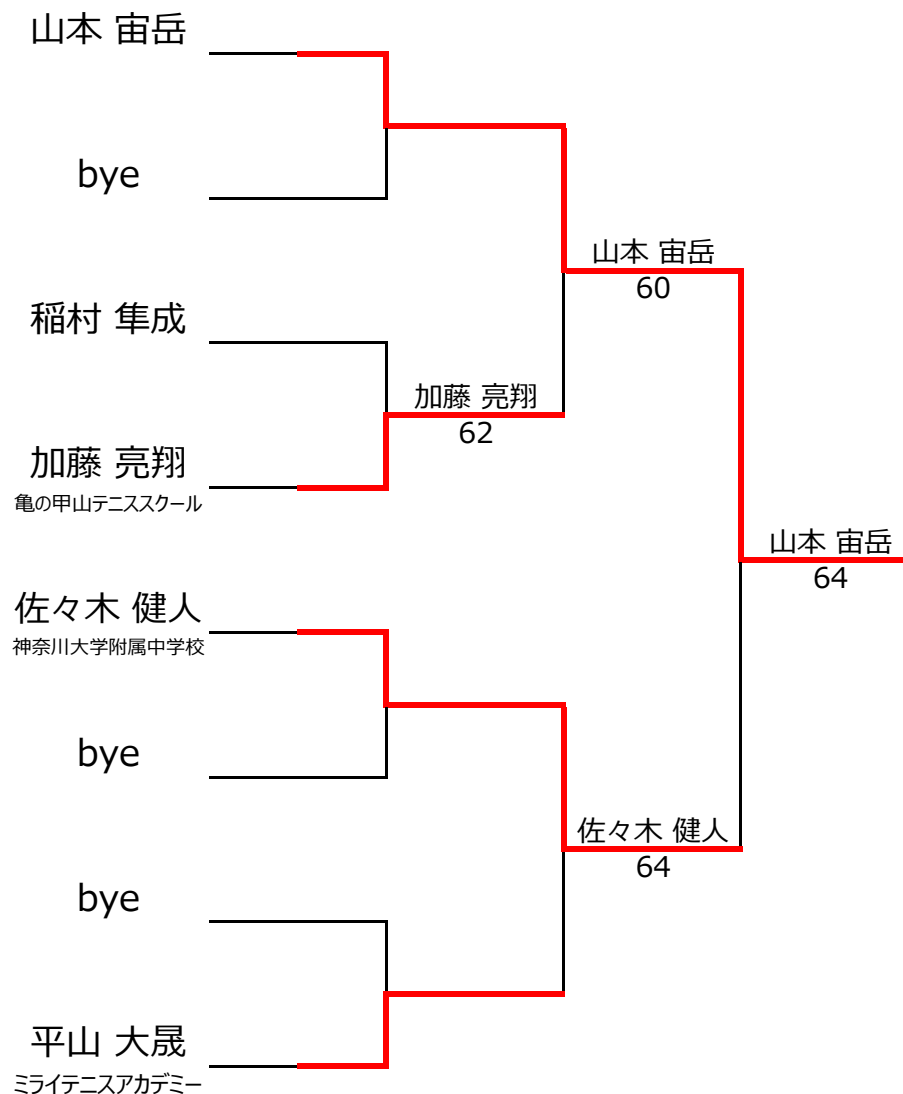 山本 宙岳
bye
稲村 隼成
加藤 亮翔
亀の甲山テニススクール
佐々木 健人
神奈川大学附属中学校
bye
bye
平山 大晟
ミライテニスアカデミー
加藤 亮翔
62
山本 宙岳
60
佐々木 健人
64
山本 宙岳
64